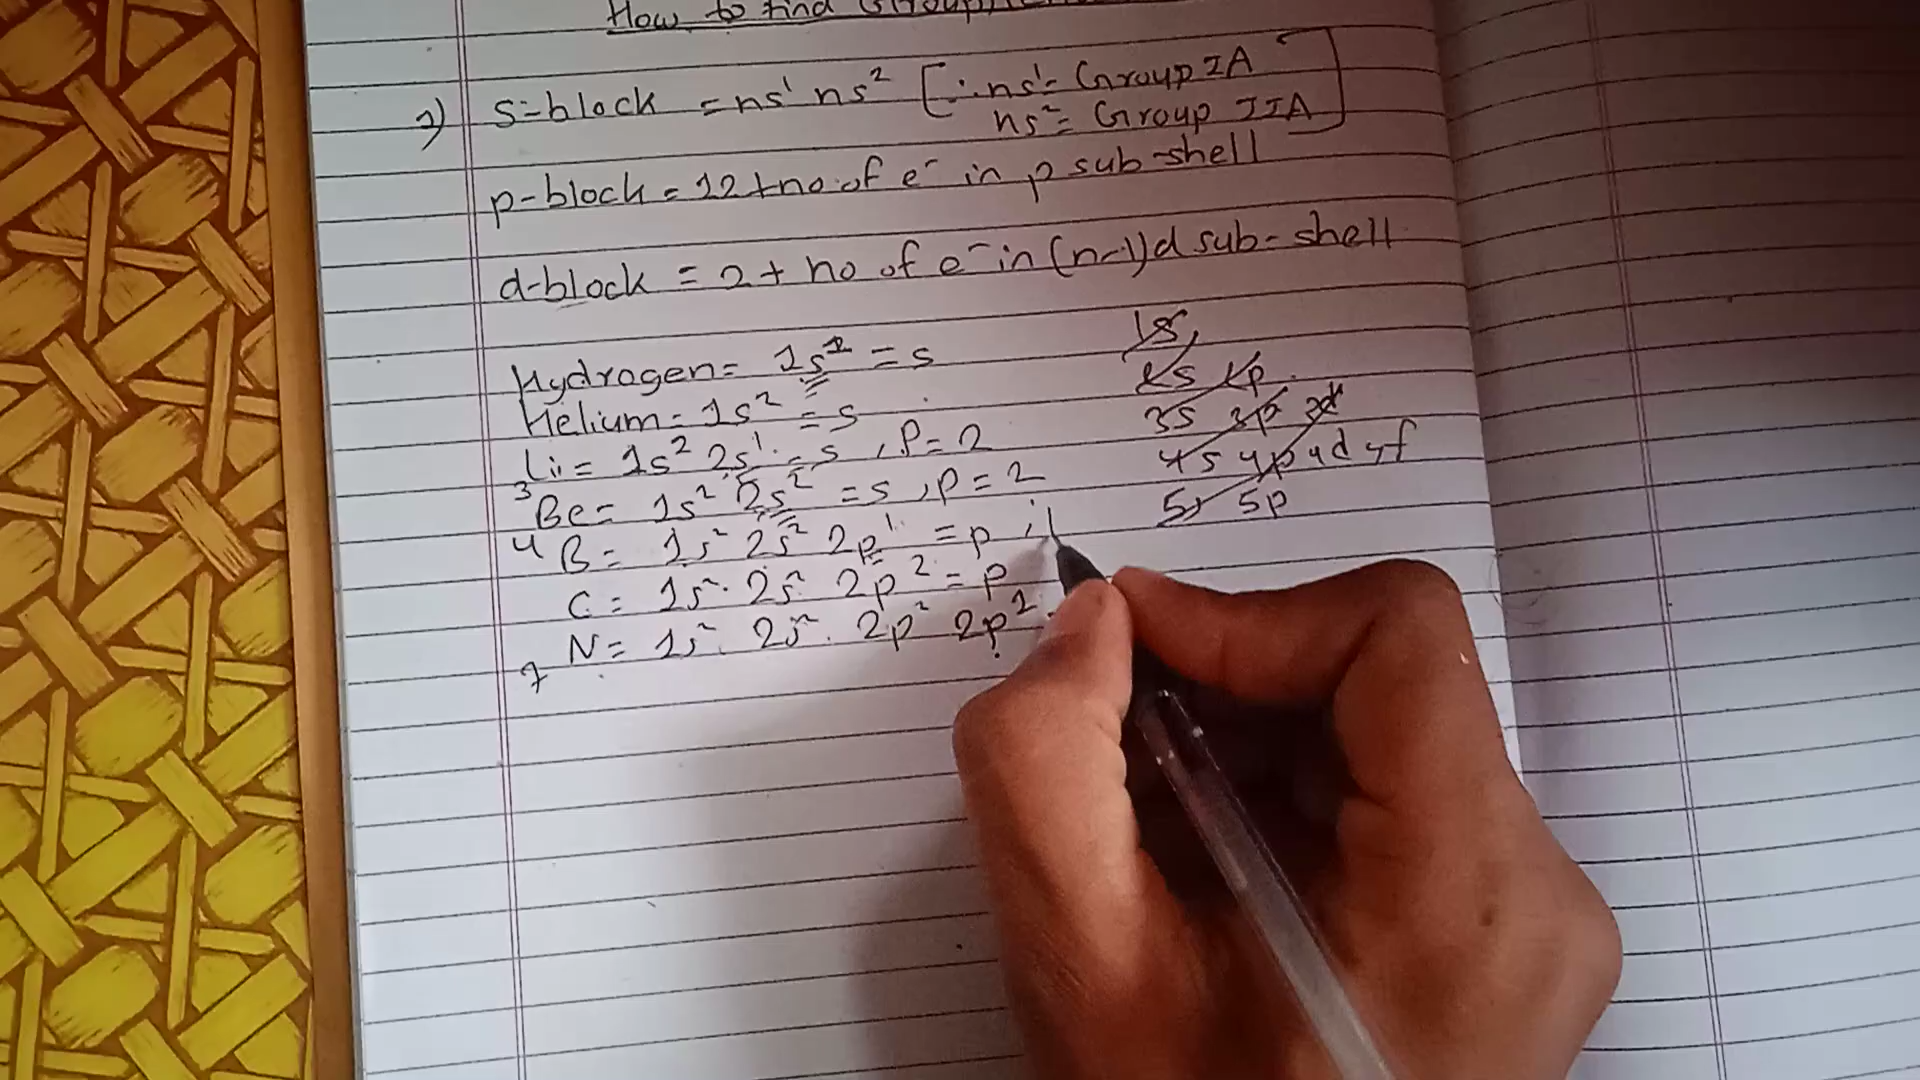 How to find Group,
1) s-block = ns¹ ns² [∴ ns¹ = Group IA
ns² = Group IIA]
p-block = 12 + no. of e⁻ in p sub-shell
d-block = 2 + no of e⁻ in (n-1)d sub-shell
Hydrogen = 1s¹ = s
Helium = 1s² = s
3 Li = 1s² 2s¹ = s, P = 2
4 Be = 1s² 2s² = s, p = 2
B = 1s² 2s² 2p¹ = p
C = 1s² 2s² 2p² = p
7 N = 1s² 2s² 2p² 2p¹
1s,
2s 2p
3s 3p 3d
4s 4p 4d 4f
5s 5p